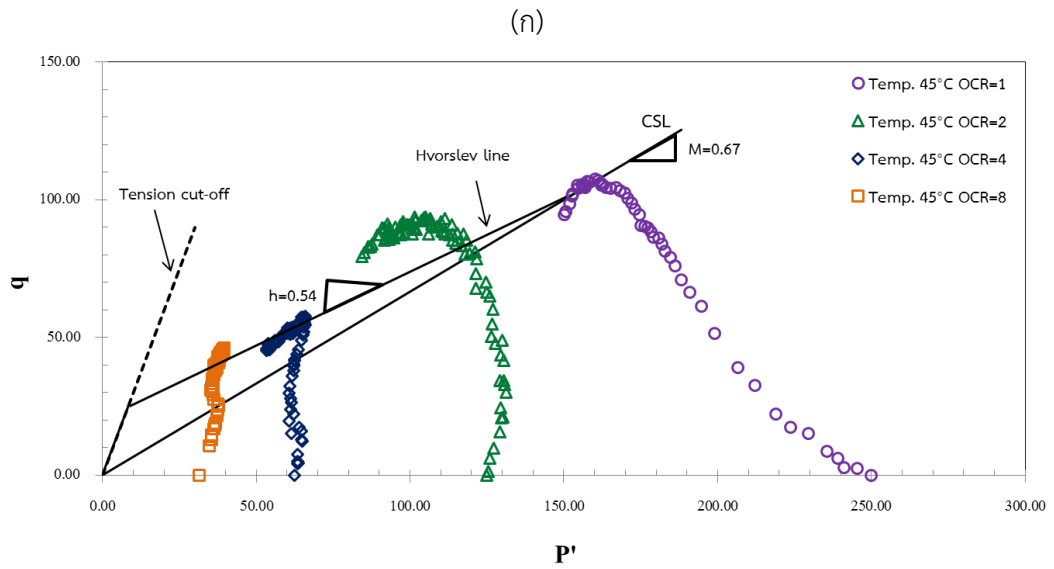 (ก)
150.00
100.00
50.00
0.00
q
Tension cut-off
Hvorslev line
CSL
M=0.67
h=0.54
Temp. 45°C OCR=1
Temp. 45°C OCR=2
Temp. 45°C OCR=4
Temp. 45°C OCR=8
0.00 50.00 100.00 150.00 200.00 250.00 300.00
P'